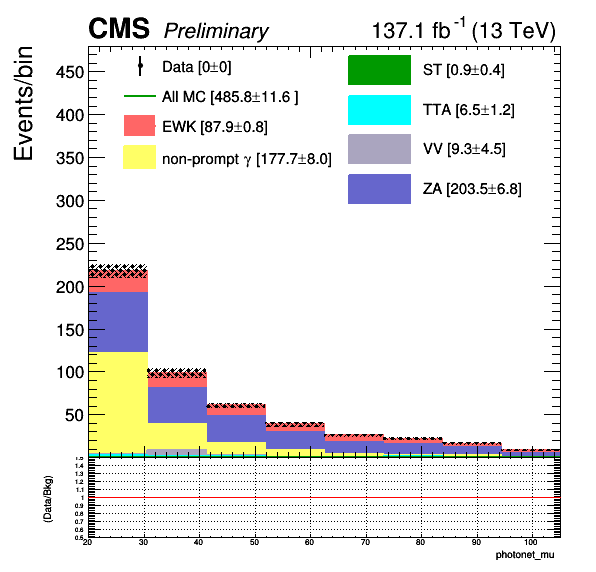 CMS Preliminary 137.1 fb⁻¹ (13 TeV)
Events/bin
450
400
350
300
250
200
150
100
50
Data [0±0]
All MC [485.8±11.6 ]
EWK [87.9±0.8]
non-prompt γ [177.7±8.0]
ST [0.9±0.4]
TTA [6.5±1.2]
VV [9.3±4.5]
ZA [203.5±6.8]
(Data/Bkg)
1.5
1.4
1.3
1.2
1.1
1
0.9
0.8
0.7
0.6
0.5
20 30 40 50 60 70 80 90 100
photonet_mu